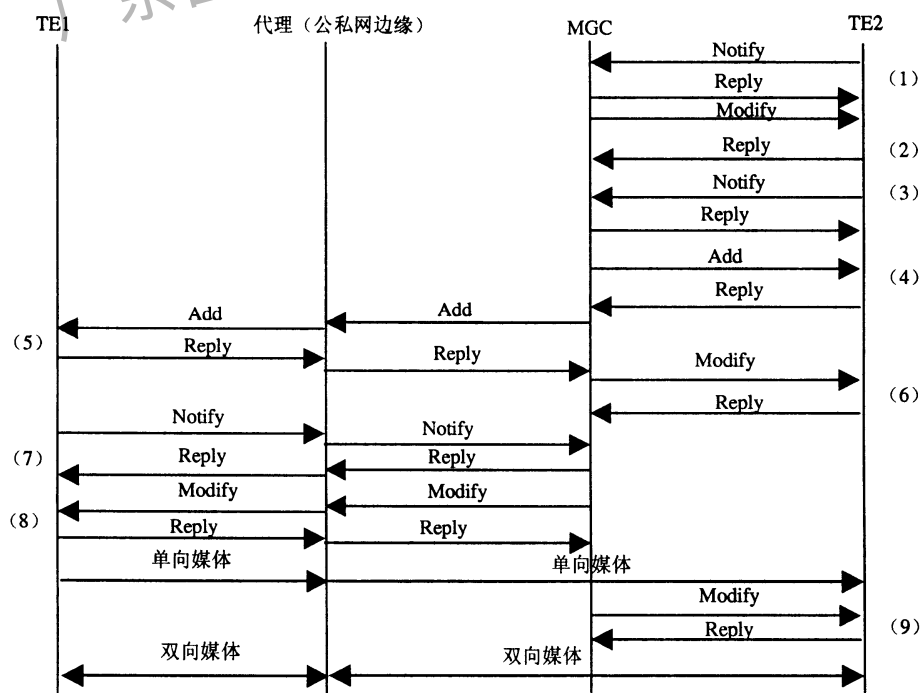 TE1 代理（公私网边缘） MGC TE2
Notify
（1）
Reply
Modify
Reply （2）
Notify （3）
Reply
Add
（4）
Reply
Add Add
（5）
Reply Reply
Modify
（6）
Reply
Notify Notify
（7） Reply Reply
Modify Modify
（8）
Reply Reply
单向媒体 单向媒体
Modify
（9）
Reply
双向媒体 双向媒体